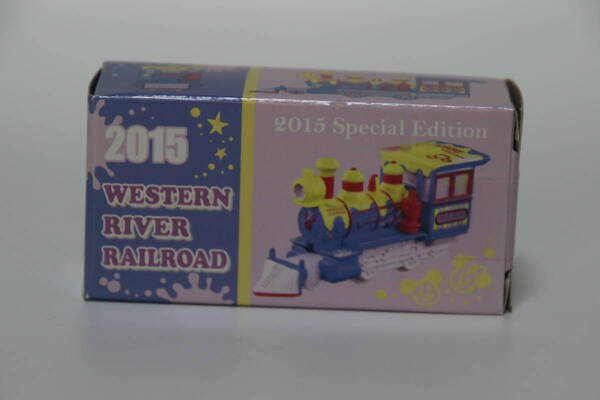 2015
WESTERN
RIVER
RAILROAD
2015 Special Edition